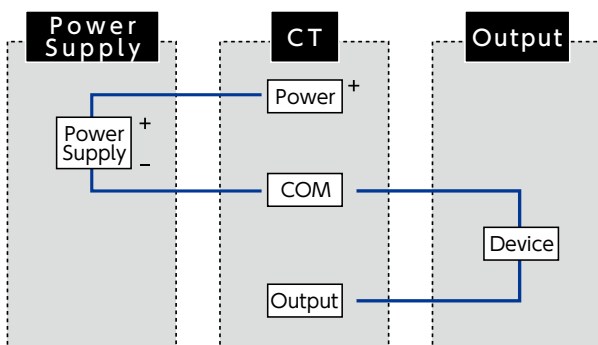 Power
Supply
CT
Output
Power +
Power
Supply
+
–
COM
Device
Output